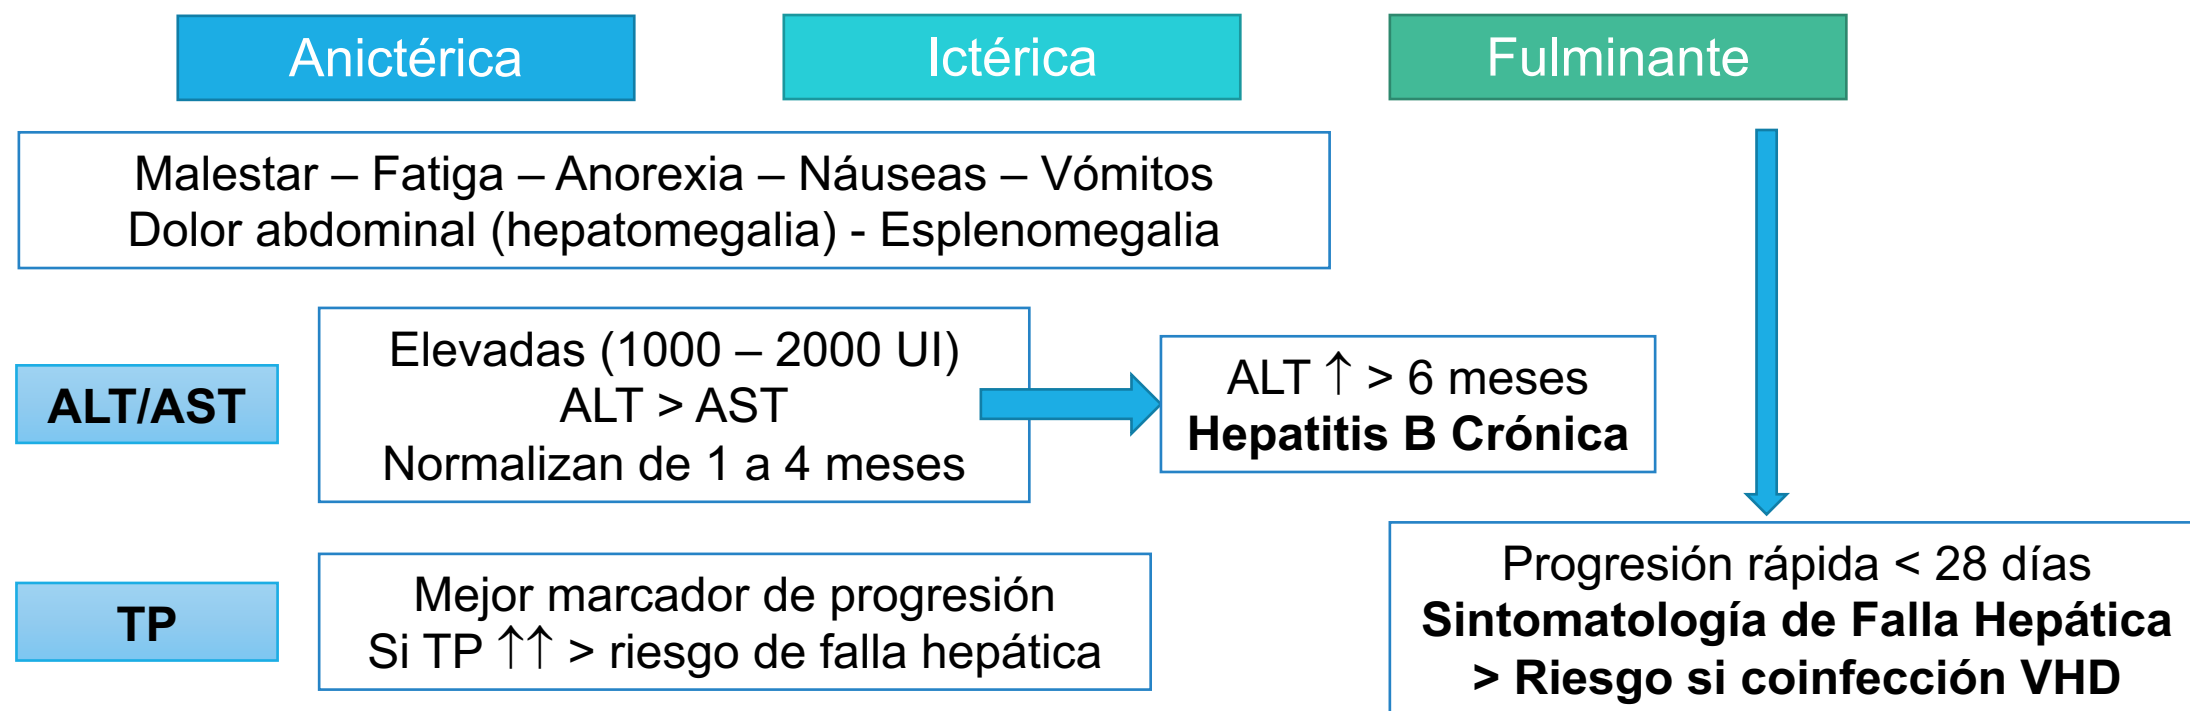 Anictérica
Ictérica
Fulminante
Malestar – Fatiga – Anorexia – Náuseas – Vómitos
Dolor abdominal (hepatomegalia) - Esplenomegalia
ALT/AST
Elevadas (1000 – 2000 UI)
ALT > AST
Normalizan de 1 a 4 meses
ALT ↑ > 6 meses
Hepatitis B Crónica
TP
Mejor marcador de progresión
Si TP ↑↑ > riesgo de falla hepática
Progresión rápida < 28 días
Sintomatología de Falla Hepática
> Riesgo si coinfección VHD